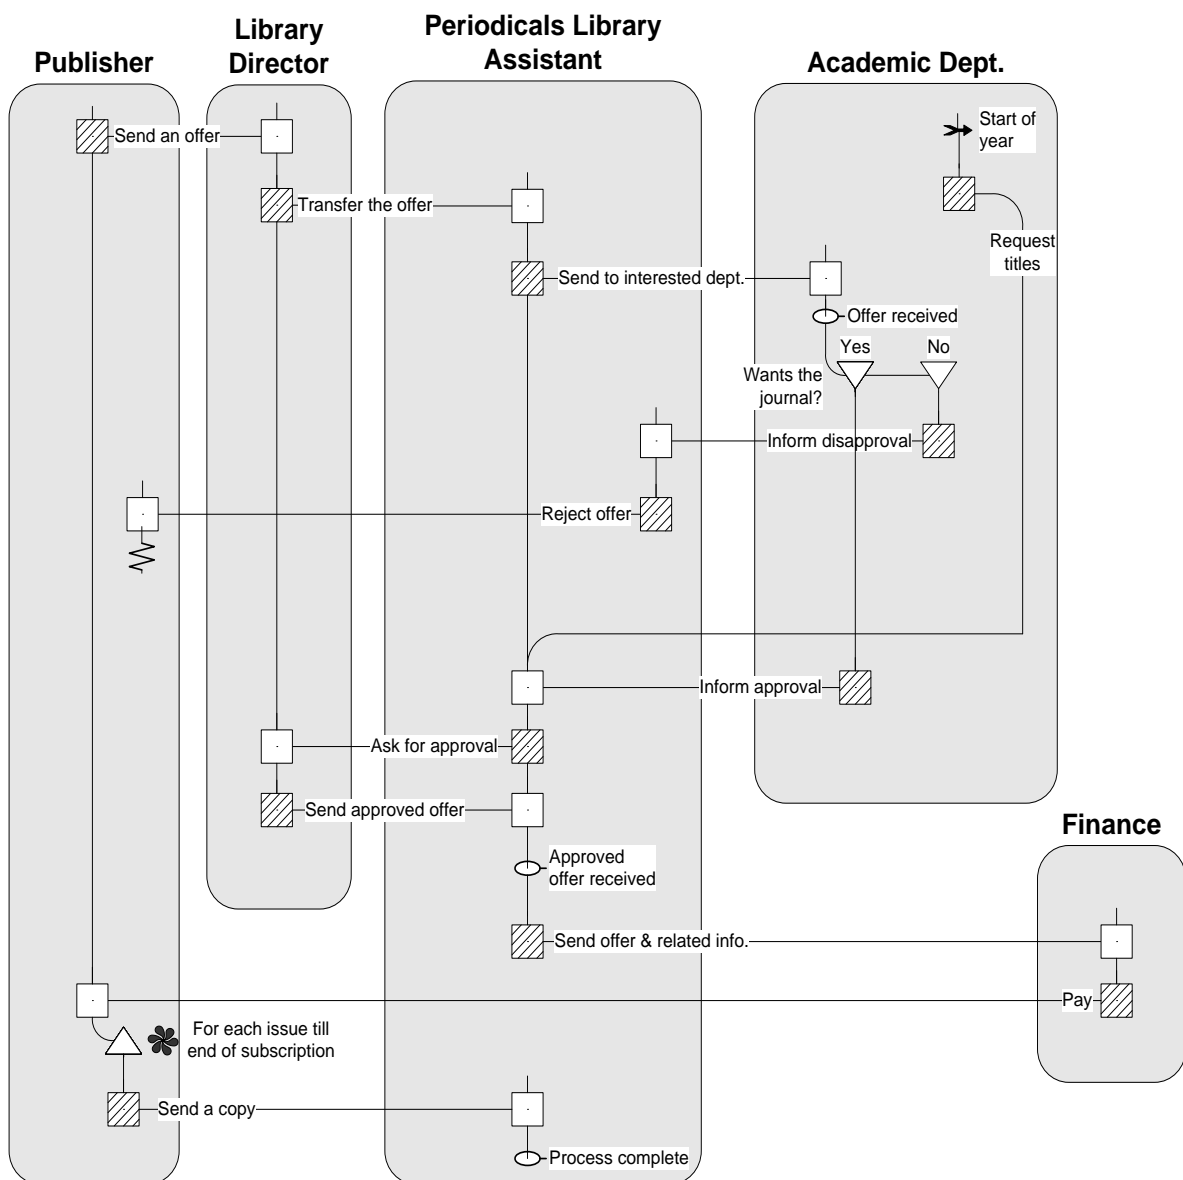 Publisher
Library
Director
Periodicals Library
Assistant
Academic Dept.
Send an offer
Start of
year
Transfer the offer
Request
titles
Send to interested dept.
Offer received
Yes
No
Wants the
journal?
Inform disapproval
Reject offer
Inform approval
Ask for approval
Send approved offer
Finance
Approved
offer received
Send offer & related info.
Pay
For each issue till
end of subscription
Send a copy
Process complete